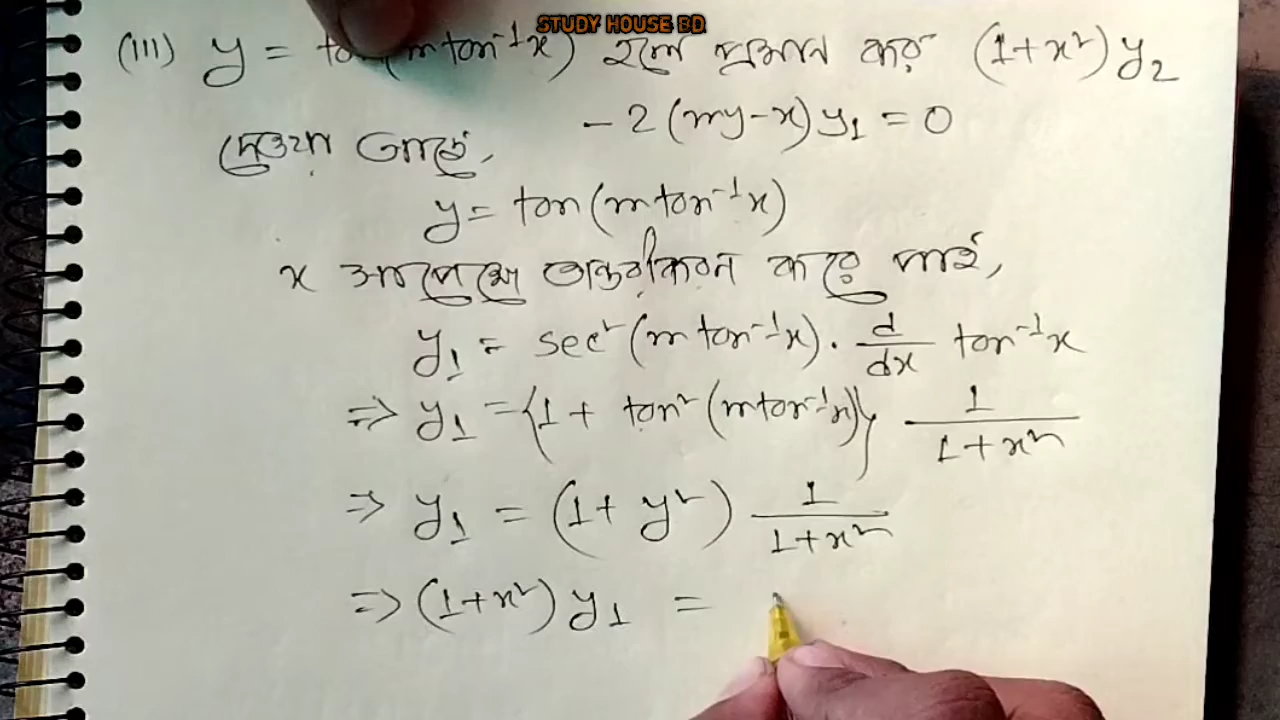 STUDY HOUSE BD
(III) y = tan(m tan⁻¹x) হলে প্রমান কর (1+x²)y₂
- 2(my-x)y₁ = 0
দেওয়া আছে,
y = tan(m tan⁻¹x)
x আপেক্ষে অন্তরীকরন করে পাই,
y₁ = sec²(m tan⁻¹x) · d/dx tan⁻¹x
⇒ y₁ = {1 + tan²(m tan⁻¹x)} 1/(1+x²)
⇒ y₁ = (1+y²) 1/(1+x²)
⇒ (1+x²)y₁ =